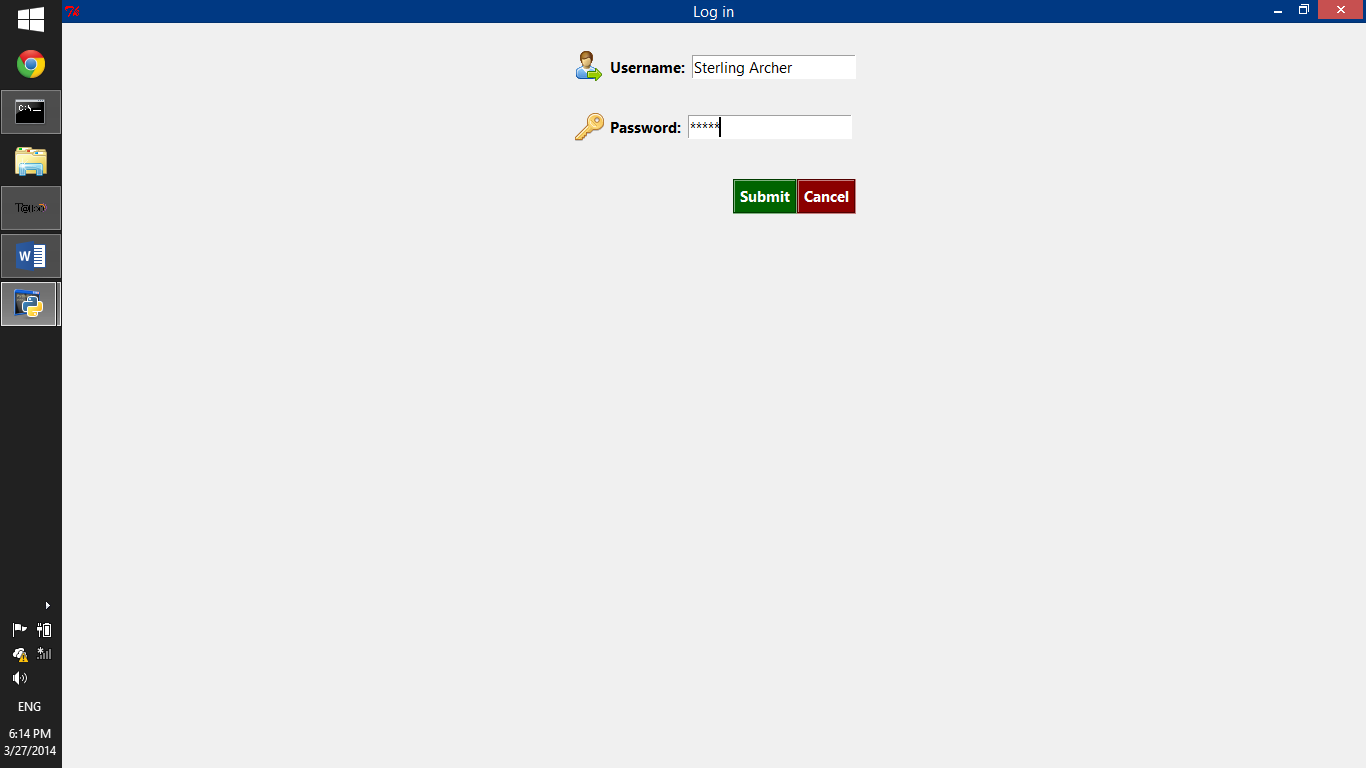 Log in
Username: Sterling Archer
Password: *****
Submit Cancel
C:\
W
ENG
6:14 PM
3/27/2014